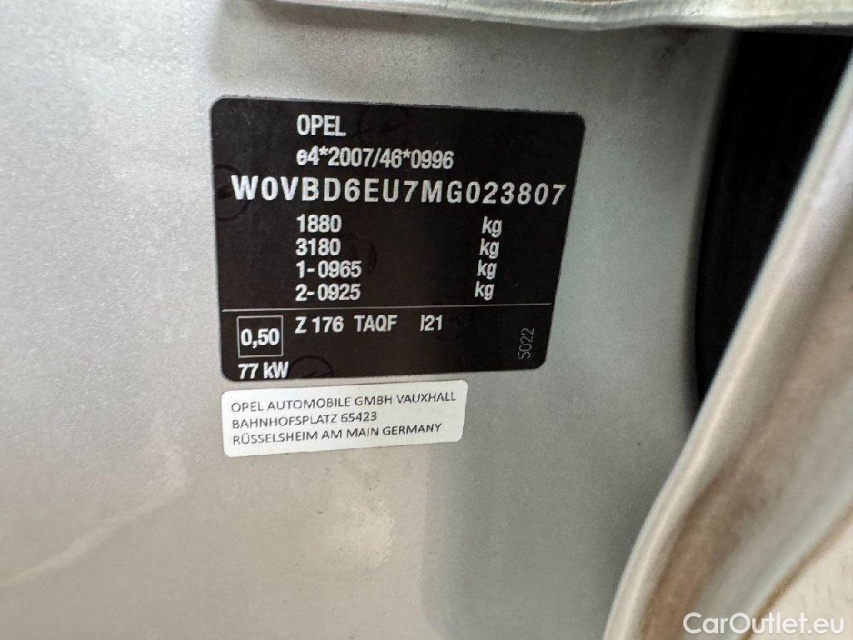 OPEL
e4*2007/46*0996
W0VBD6EU7MG023807
1880 kg
3180 kg
1-0965 kg
2-0925 kg
0,50 Z 176 TAQF I21
5022
77 kW
OPEL AUTOMOBILE GMBH VAUXHALL
BAHNHOFSPLATZ 65423
RÜSSELSHEIM AM MAIN GERMANY
CarOutlet.eu